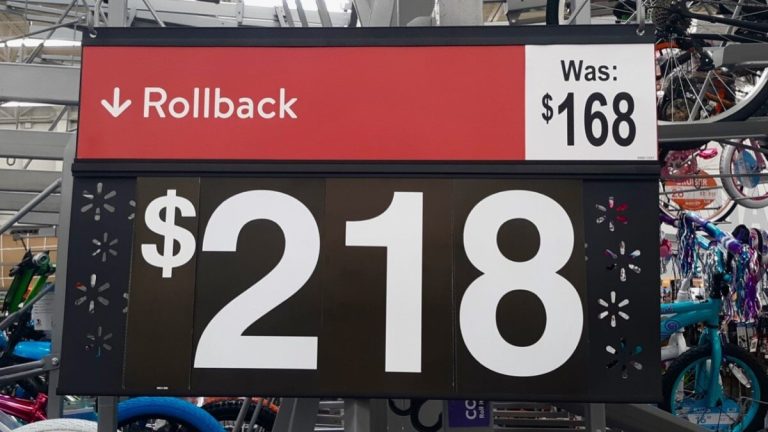 ↓ Rollback
Was:
$168
$218